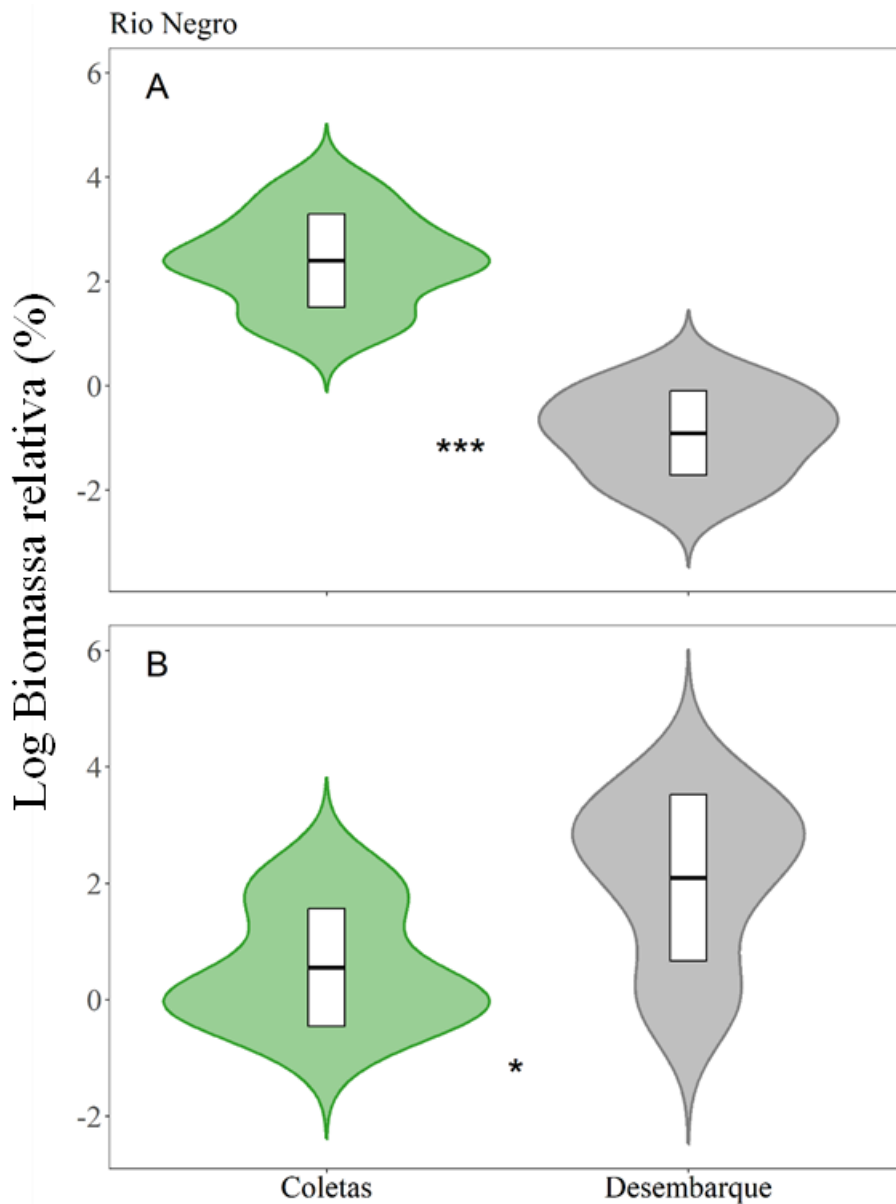 Rio Negro
Log Biomassa relativa (%)
A
6
4
2
0
-2
***
B
6
4
2
0
-2
*
Coletas Desembarque